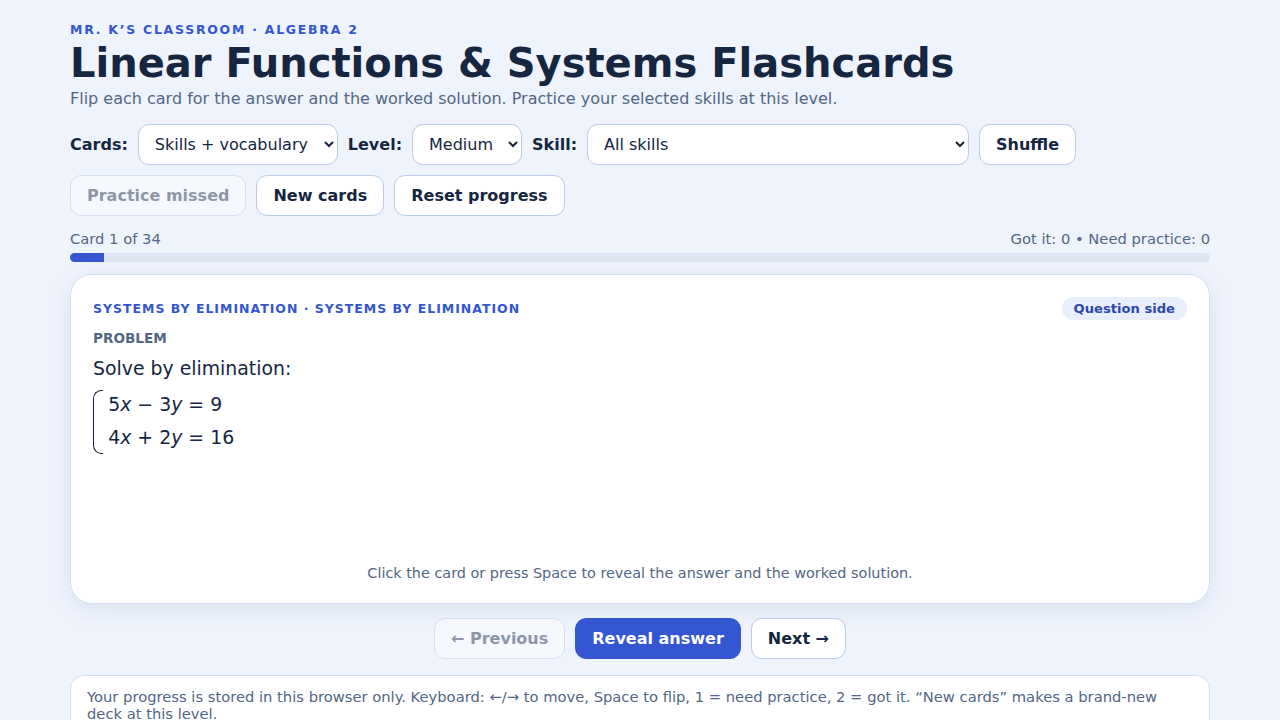 MR. K’S CLASSROOM · ALGEBRA 2
Linear Functions & Systems Flashcards
Flip each card for the answer and the worked solution. Practice your selected skills at this level.
Cards: Skills + vocabulary Level: Medium Skill: All skills Shuffle
Practice missed New cards Reset progress
Card 1 of 34 Got it: 0 • Need practice: 0
SYSTEMS BY ELIMINATION · SYSTEMS BY ELIMINATION Question side
PROBLEM
Solve by elimination:
5x − 3y = 9
4x + 2y = 16
Click the card or press Space to reveal the answer and the worked solution.
← Previous Reveal answer Next →
Your progress is stored in this browser only. Keyboard: ←/→ to move, Space to flip, 1 = need practice, 2 = got it. “New cards” makes a brand-new
deck at this level.